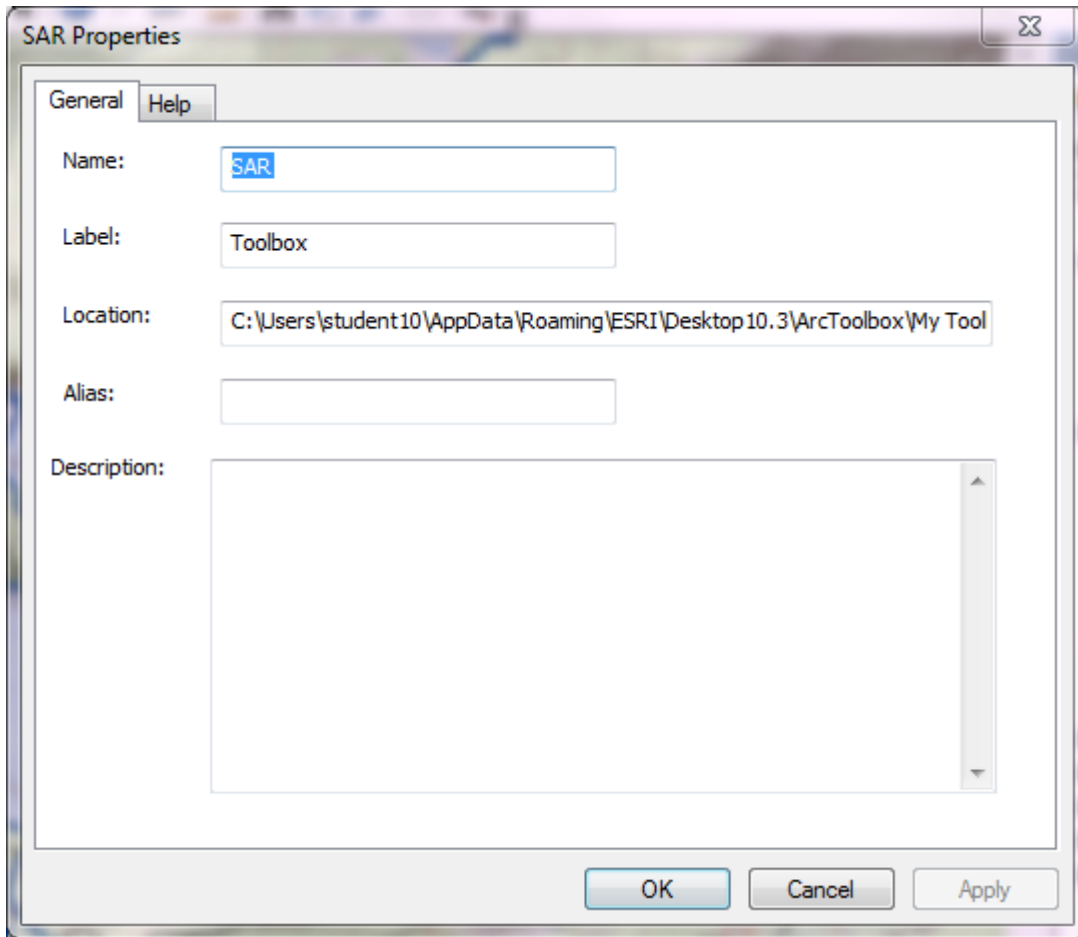 SAR Properties
General Help
Name: SAR
Label: Toolbox
Location: C:\Users\student10\AppData\Roaming\ESRI\Desktop10.3\ArcToolbox\My Tool
Alias:
Description:
OK Cancel Apply